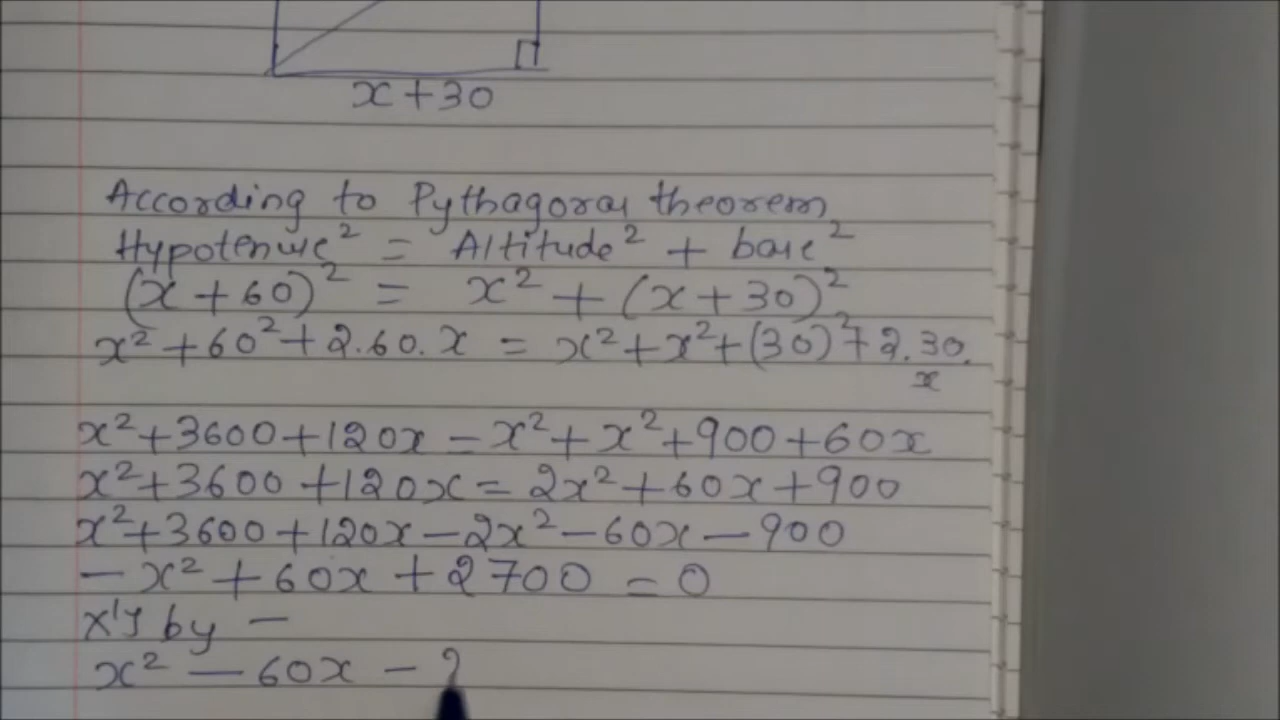 x+30
According to Pythagoras theorem
Hypotenuse² = Altitude² + base²
(x+60)² = x² + (x+30)²
x²+60²+2.60.x = x²+x²+(30)²+2.30.
x
x²+3600+120x=x²+x²+900+60x
x²+3600+120x=2x²+60x+900
x²+3600+120x-2x²-60x-900
-x²+60x+2700=0
x'g by -
x² - 60x - 2